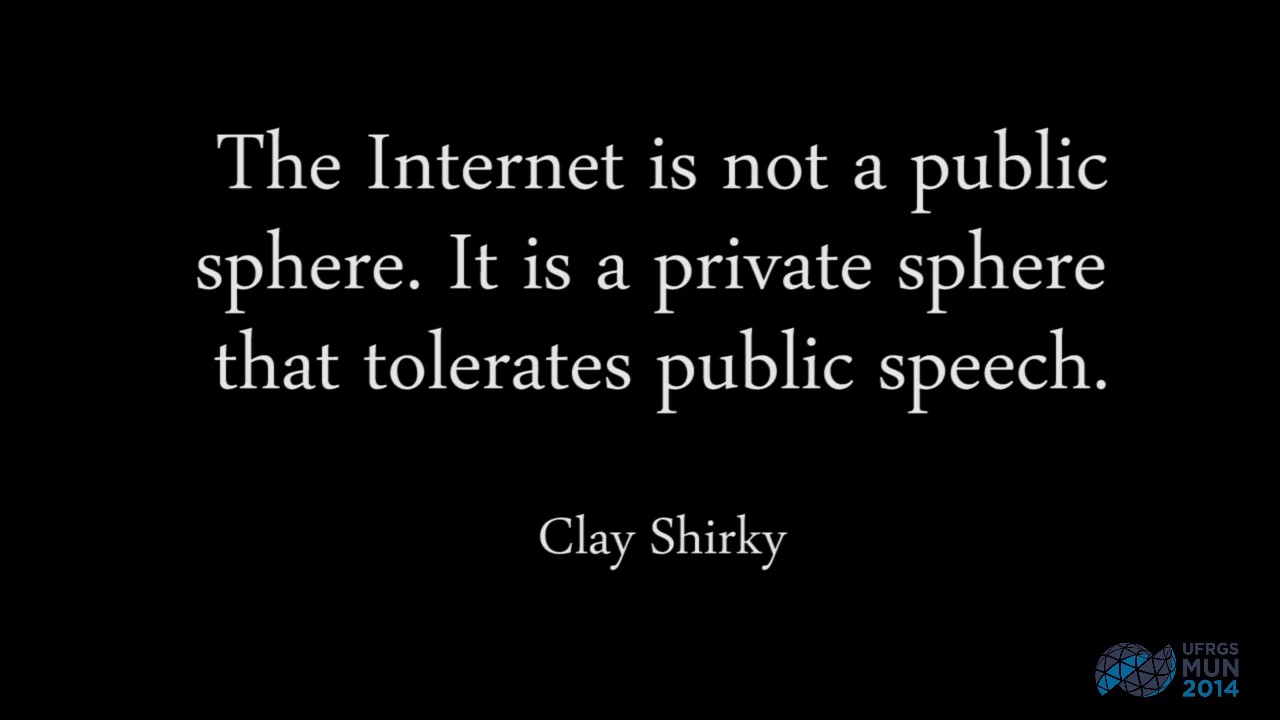 The Internet is not a public
sphere. It is a private sphere
that tolerates public speech.
Clay Shirky
UFRGS
MUN
2014